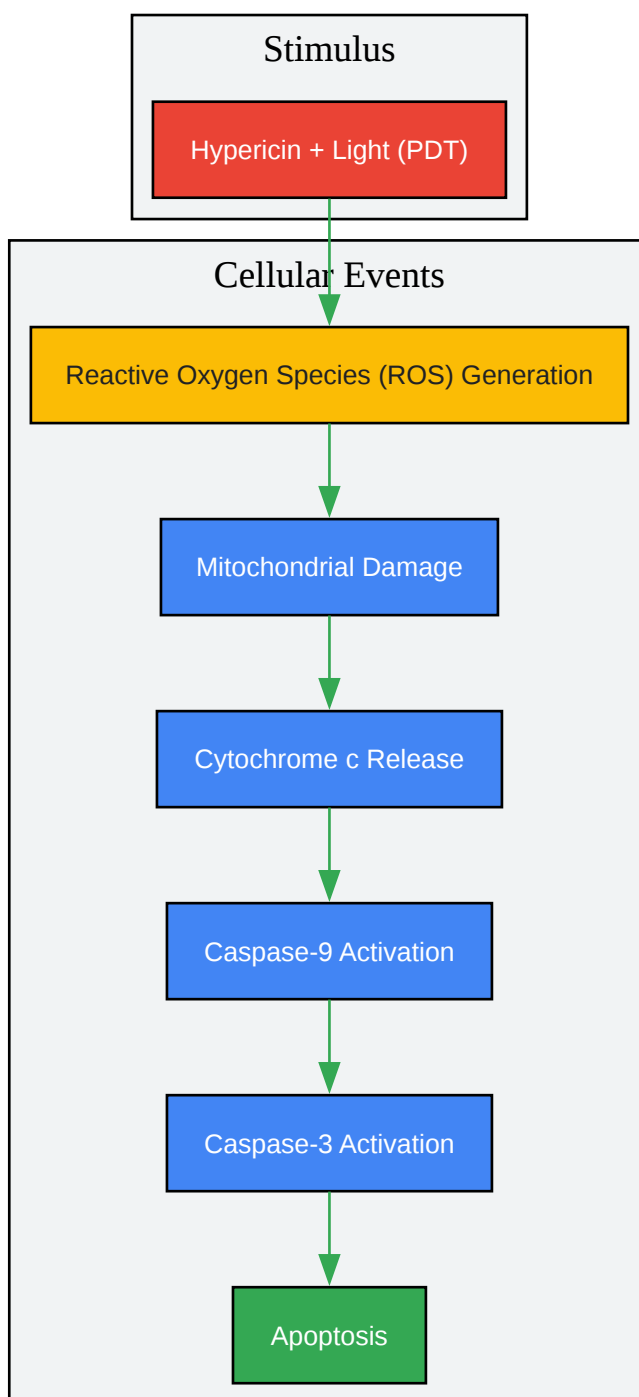 Stimulus
Hypericin + Light (PDT)
Cellular Events
Reactive Oxygen Species (ROS) Generation
Mitochondrial Damage
Cytochrome c Release
Caspase-9 Activation
Caspase-3 Activation
Apoptosis